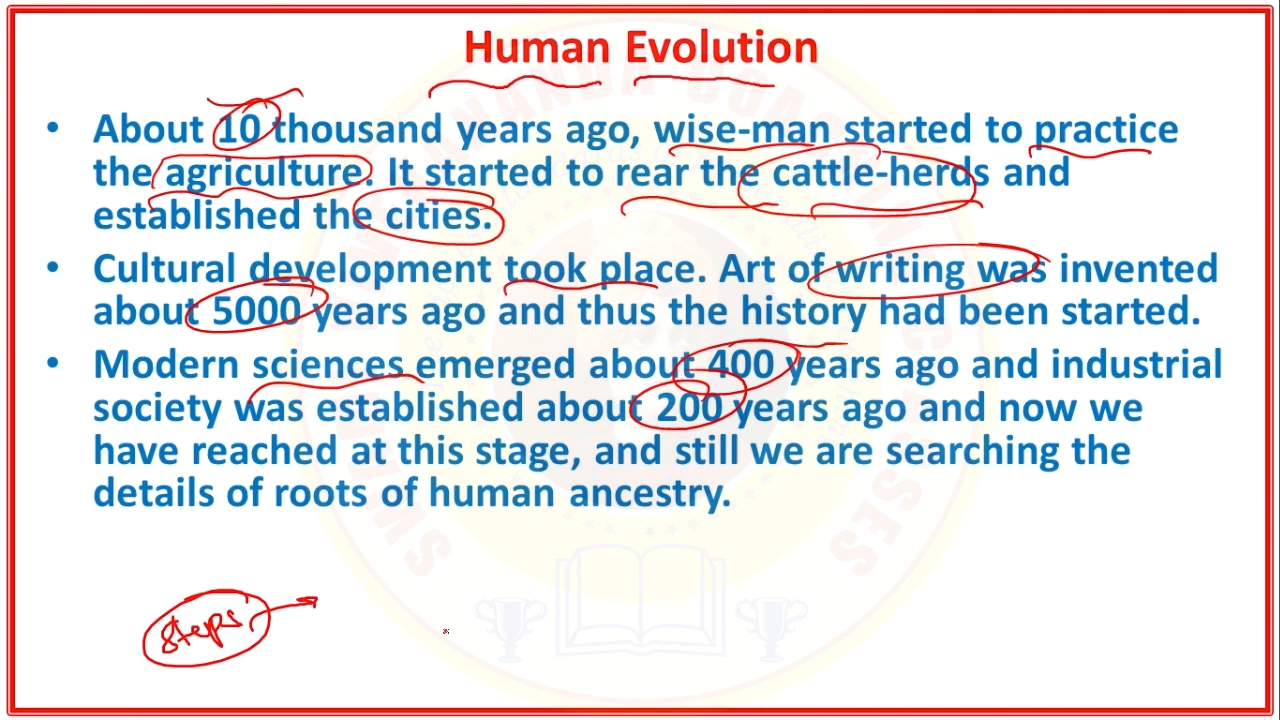 Human Evolution
• About 10 thousand years ago, wise-man started to practice
the agriculture. It started to rear the cattle-herds and
established the cities.
• Cultural development took place. Art of writing was invented
about 5000 years ago and thus the history had been started.
• Modern sciences emerged about 400 years ago and industrial
society was established about 200 years ago and now we
have reached at this stage, and still we are searching the
details of roots of human ancestry.
steps